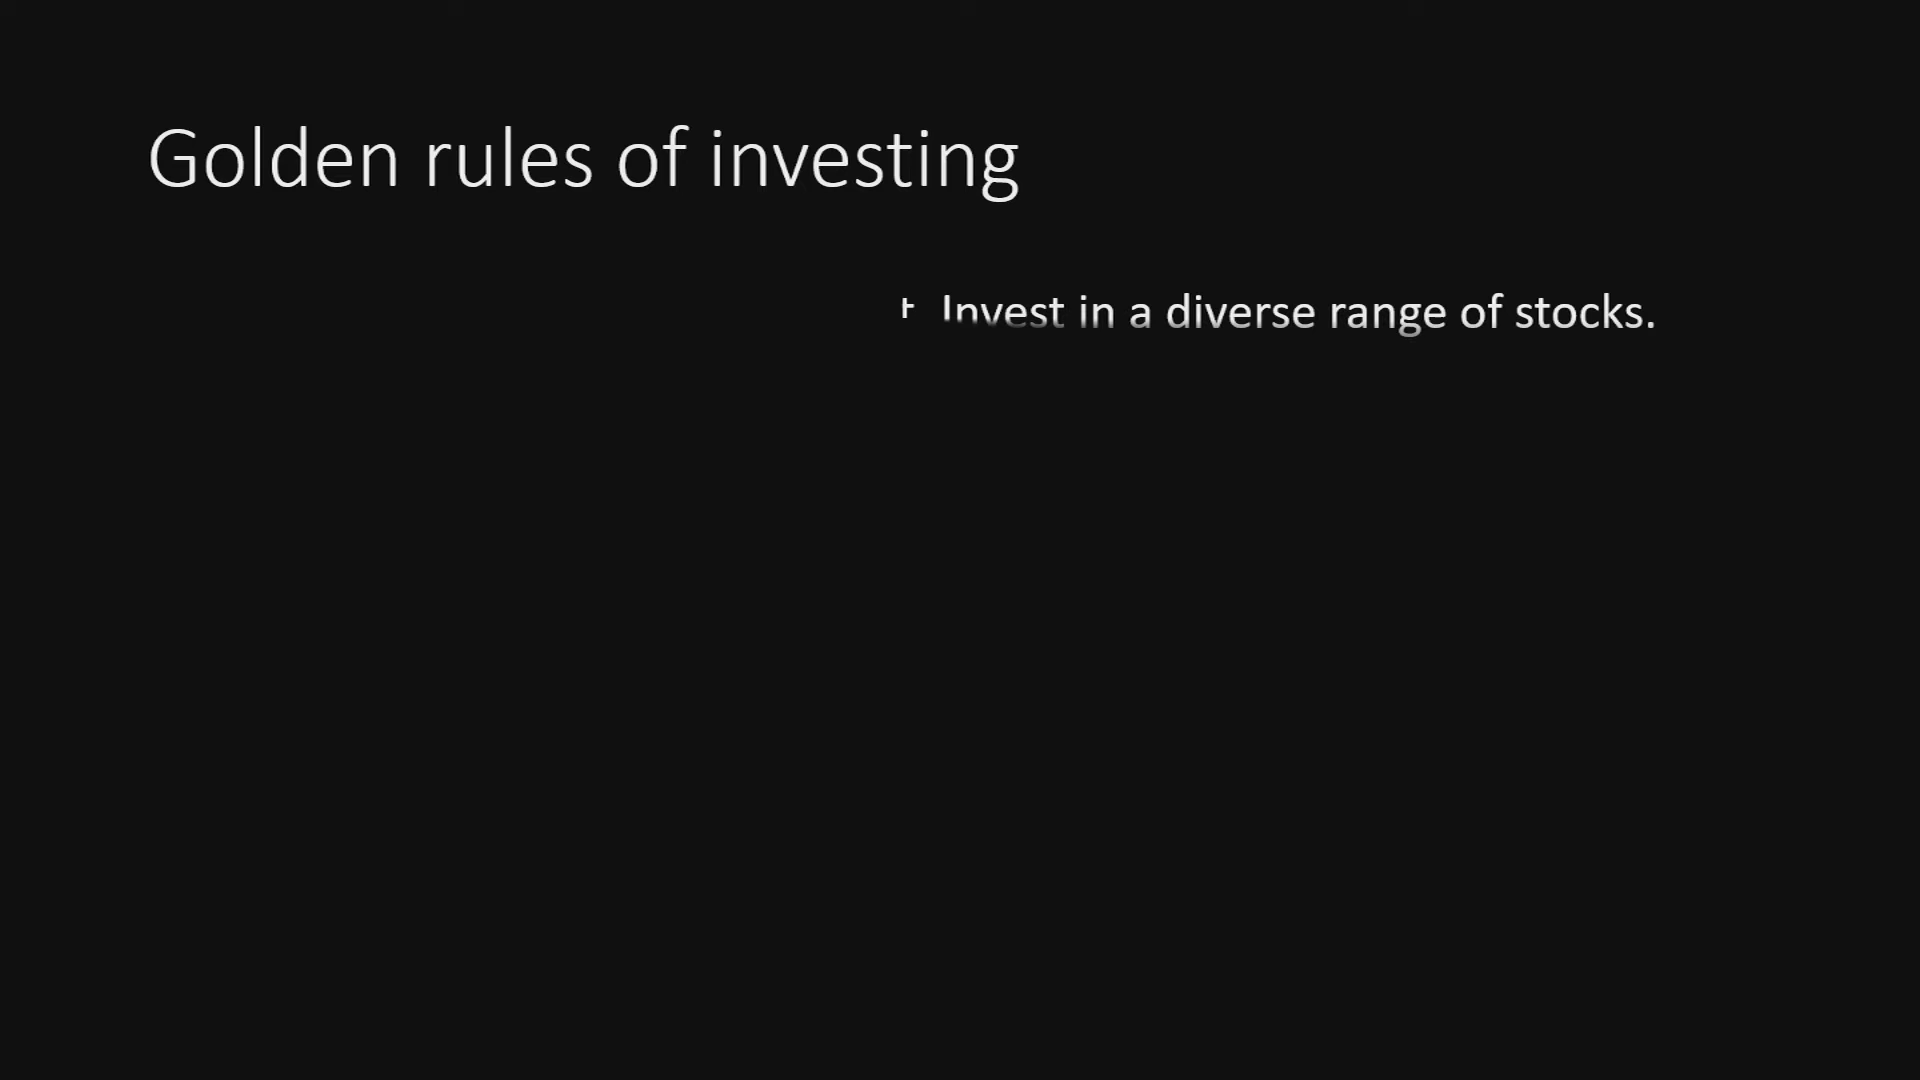 Golden rules of investing
Invest in a diverse range of stocks.